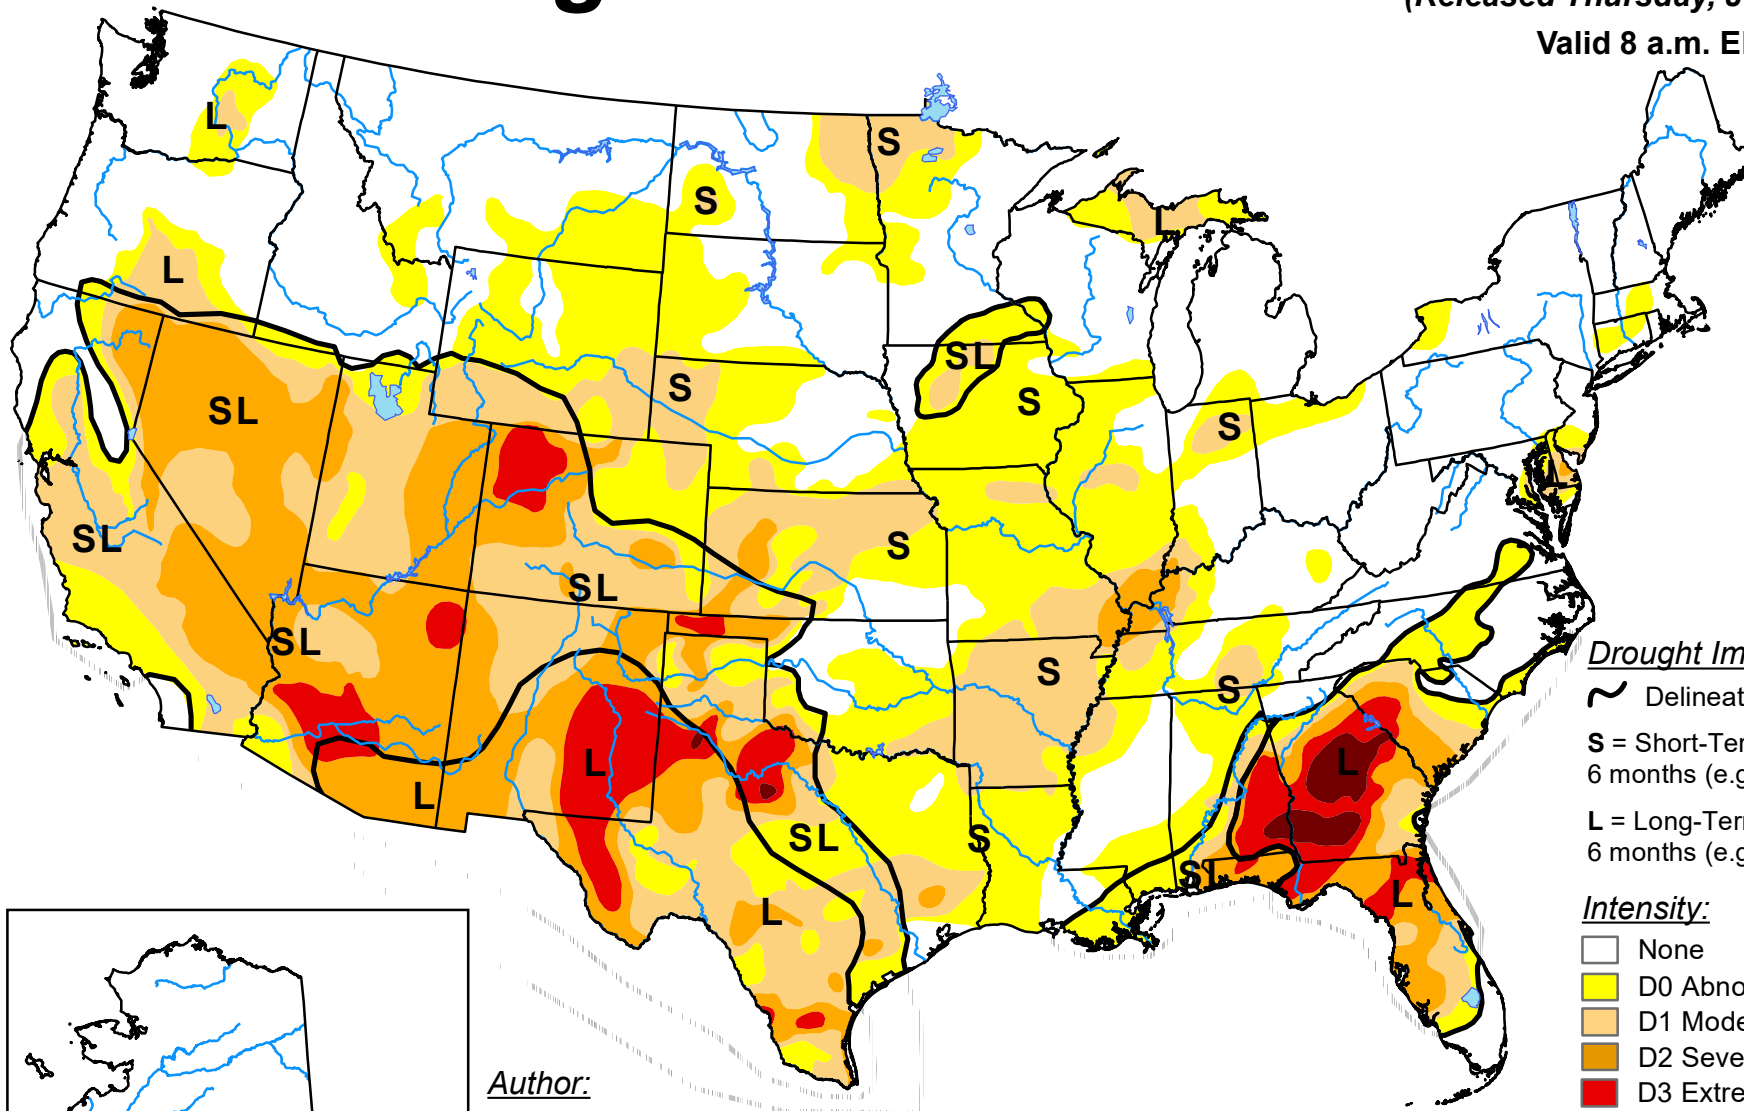 g
(Released Thursday, J
Valid 8 a.m. E
L
S
S
L
L
SL
S
S
SL
S
S
L
SL
S
SL
SL
S
S
L
L
L
SL
S
L
SL
L
Drought Im
Delineat
S = Short-Ter
6 months (e.g
L = Long-Ter
6 months (e.g
Intensity:
None
D0 Abno
D1 Mode
D2 Seve
D3 Extre
Author: